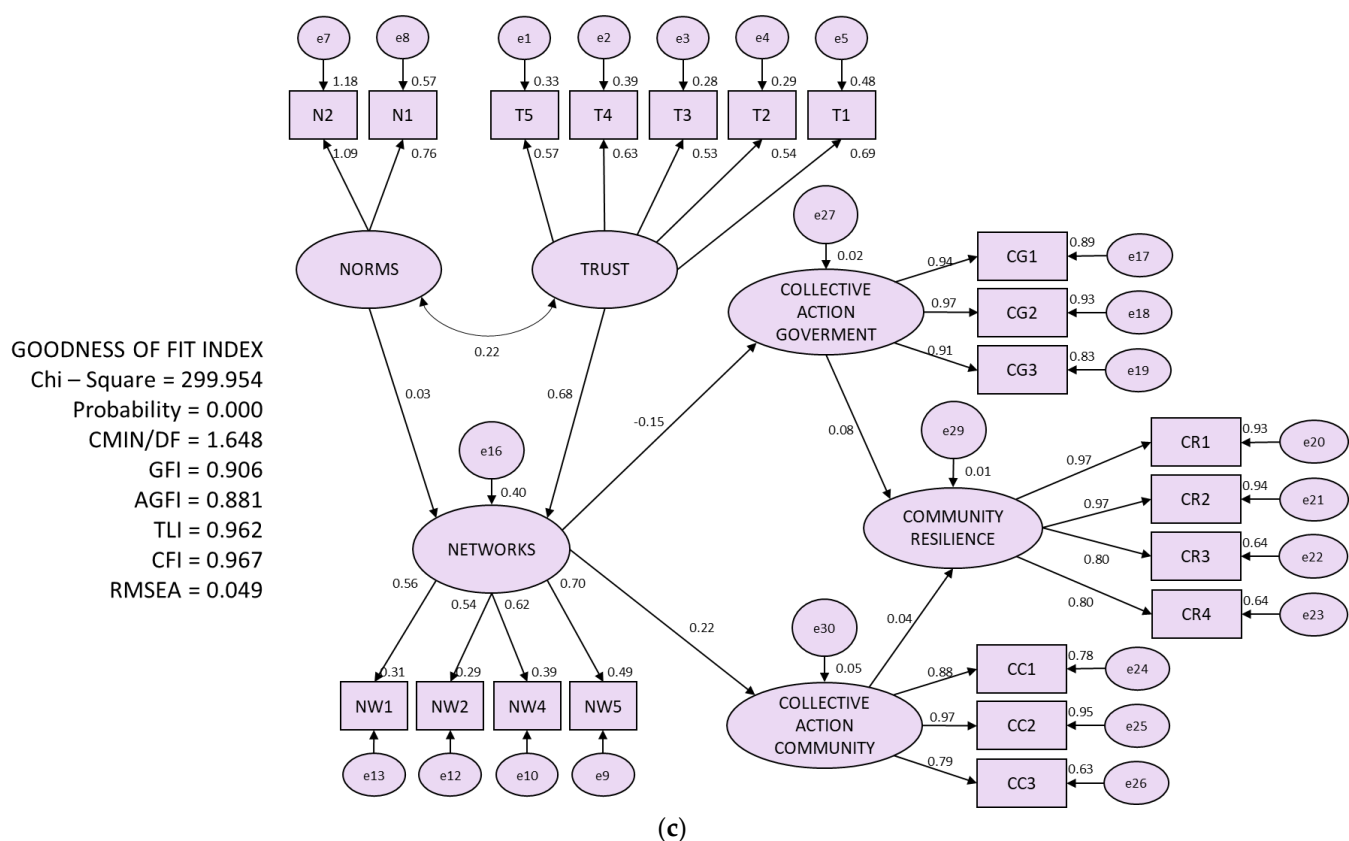 e7
e8
e1
e2
e3
e4
e5
1.18
0.57
0.33
0.39
0.28
0.29
0.48
N2
N1
T5
T4
T3
T2
T1
1.09
0.76
0.57
0.63
0.53
0.54
0.69
NORMS
TRUST
0.22
0.03
0.68
e27
0.02
COLLECTIVE
ACTION
GOVERMENT
0.94
0.97
0.91
CG1
CG2
CG3
0.89
0.93
0.83
e17
e18
e19
GOODNESS OF FIT INDEX
Chi – Square = 299.954
Probability = 0.000
CMIN/DF = 1.648
GFI = 0.906
AGFI = 0.881
TLI = 0.962
CFI = 0.967
RMSEA = 0.049
e16
0.40
NETWORKS
-0.15
0.08
0.22
0.04
e29
0.01
COMMUNITY
RESILIENCE
0.97
0.97
0.80
0.80
CR1
CR2
CR3
CR4
0.93
0.94
0.64
0.64
e20
e21
e22
e23
0.56
0.54
0.62
0.70
0.31
0.29
0.39
0.49
NW1
NW2
NW4
NW5
e13
e12
e10
e9
e30
0.05
COLLECTIVE
ACTION
COMMUNITY
0.88
0.97
0.79
CC1
CC2
CC3
0.78
0.95
0.63
e24
e25
e26
(c)